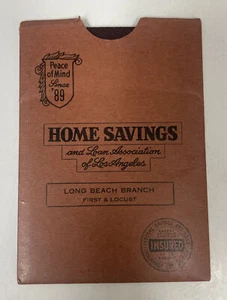 Peace
of Mind
Since
'89
HOME SAVINGS
and Loan Association
of Los Angeles
LONG BEACH BRANCH
FIRST & LOCUST
INSURED